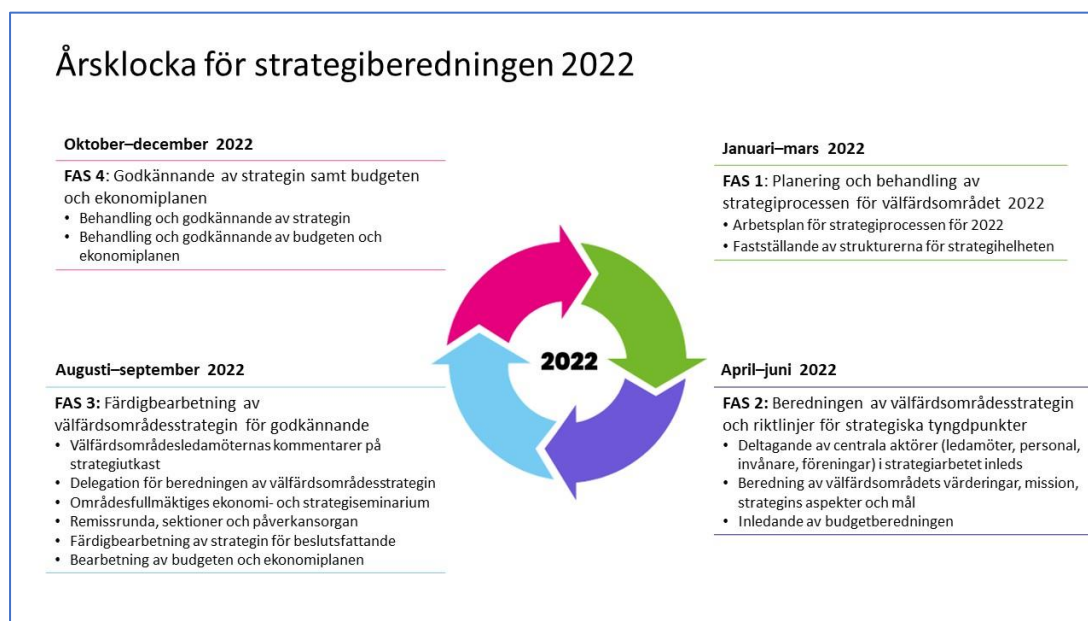 Årsklocka för strategiberedningen 2022
Oktober–december 2022
FAS 4: Godkännande av strategin samt budgeten
och ekonomiplanen
• Behandling och godkännande av strategin
• Behandling och godkännande av budgeten och
ekonomiplanen
Januari–mars 2022
FAS 1: Planering och behandling av
strategiprocessen för välfärdsområdet 2022
• Arbetsplan för strategiprocessen för 2022
• Fastställande av strukturerna för strategihelheten
2022
Augusti–september 2022
FAS 3: Färdigbearbetning av
välfärdsområdesstrategin för godkännande
• Välfärdsområdesledamöternas kommentarer på
strategiutkast
• Delegation för beredningen av välfärdsområdesstrategin
• Områdesfullmäktiges ekonomi- och strategiseminarium
• Remissrunda, sektioner och påverkansorgan
• Färdigbearbetning av strategin för beslutsfattande
• Bearbetning av budgeten och ekonomiplanen
April–juni 2022
FAS 2: Beredningen av välfärdsområdesstrategin
och riktlinjer för strategiska tyngdpunkter
• Deltagande av centrala aktörer (ledamöter, personal,
invånare, föreningar) i strategiarbetet inleds
• Beredning av välfärdsområdets värderingar, mission,
strategins aspekter och mål
• Inledande av budgetberedningen